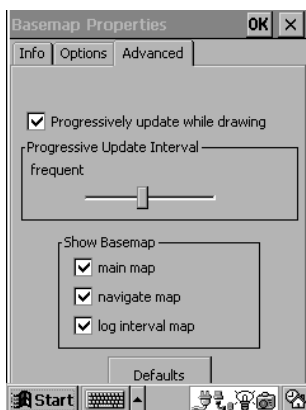 Basemap Properties OK ×
Info Options Advanced
Progressively update while drawing
Progressive Update Interval
frequent
Show Basemap
main map
navigate map
log interval map
Defaults
Start